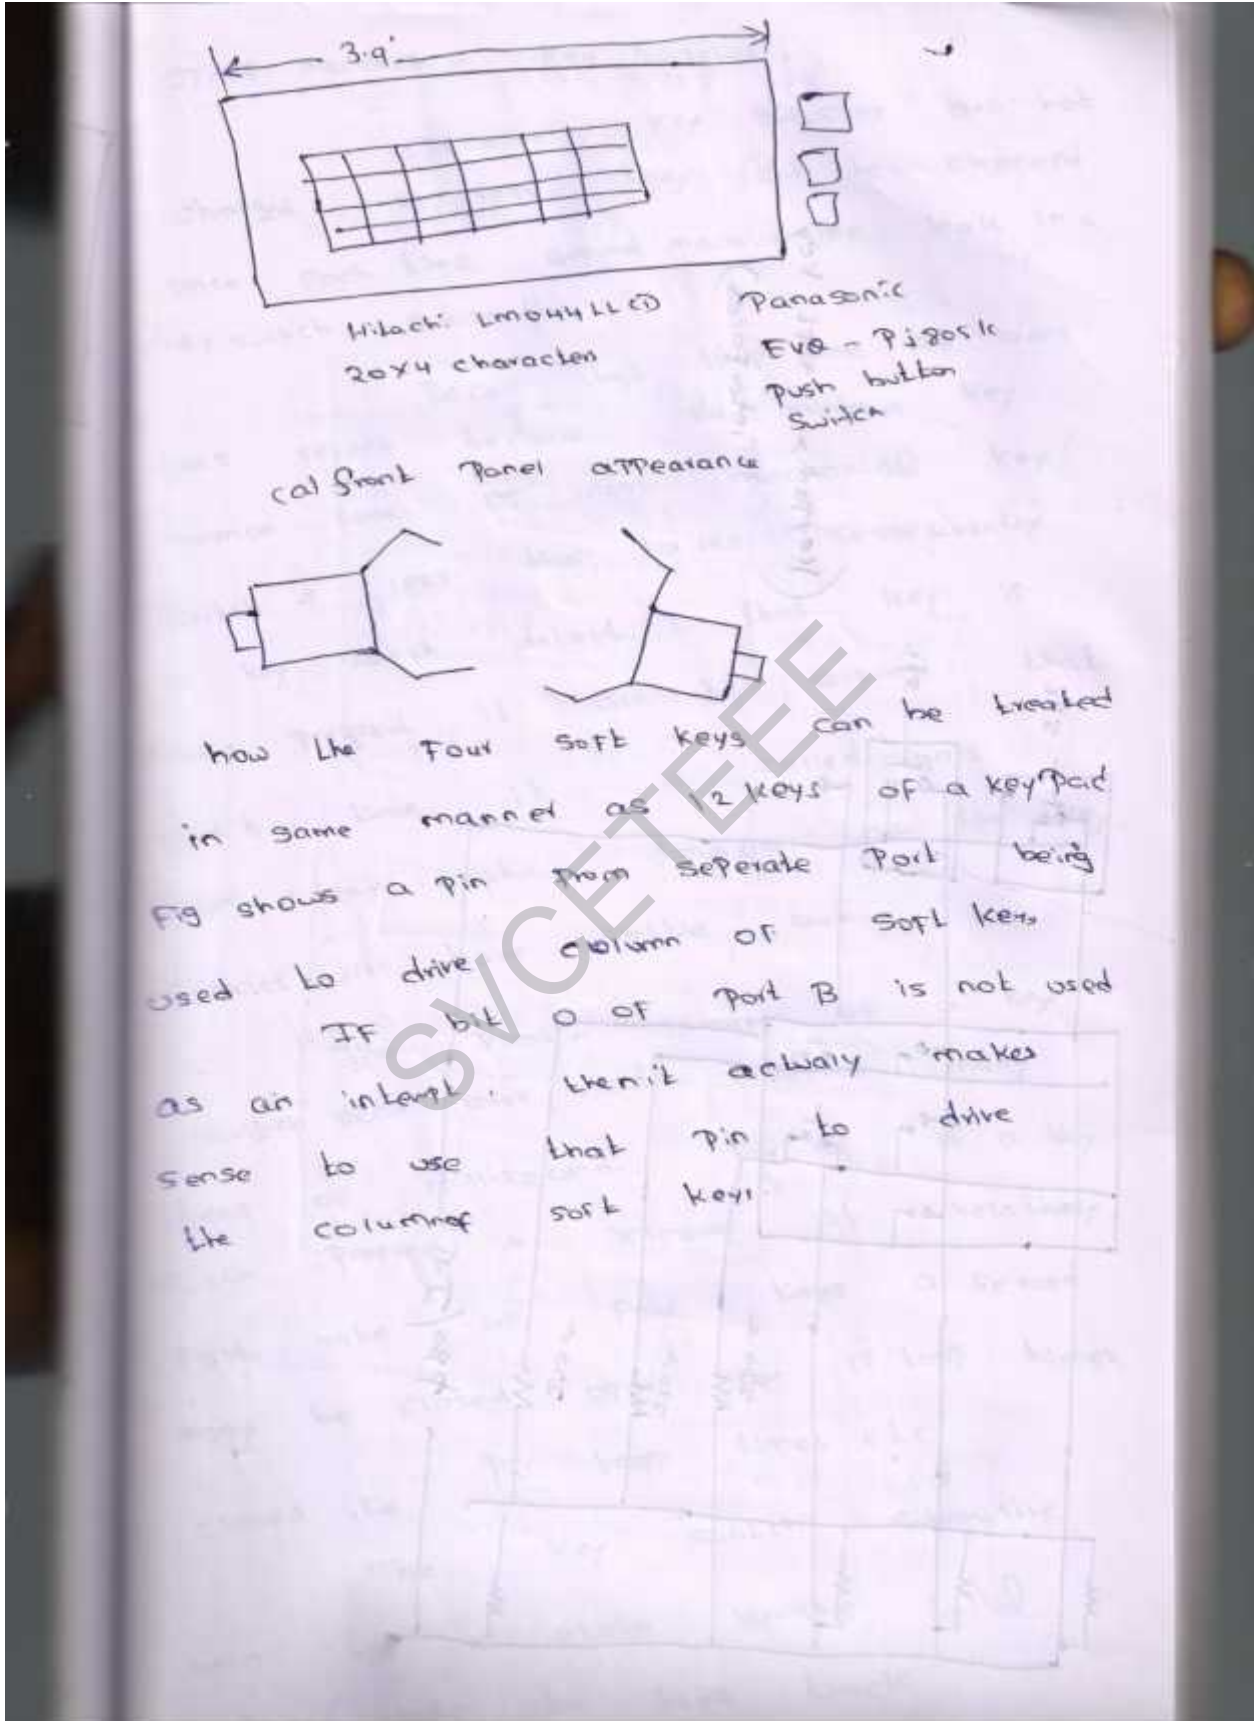 3.9"
Hitachi LM044L LCD
20x4 characters
Panasonic
EVQ - PJ805K
Push button
Switch
(a) front Panel appearance
how the Four Soft Keys can be treated
in same manner as 12 keys of a keyPad
Fig shows a pin from seperate Port being
used to drive column of Soft keys
IF bit 0 of Port B is not used
as an interupt. then it actualy makes
sense to use that pin to drive
the column of soft keys
SVCETEEE